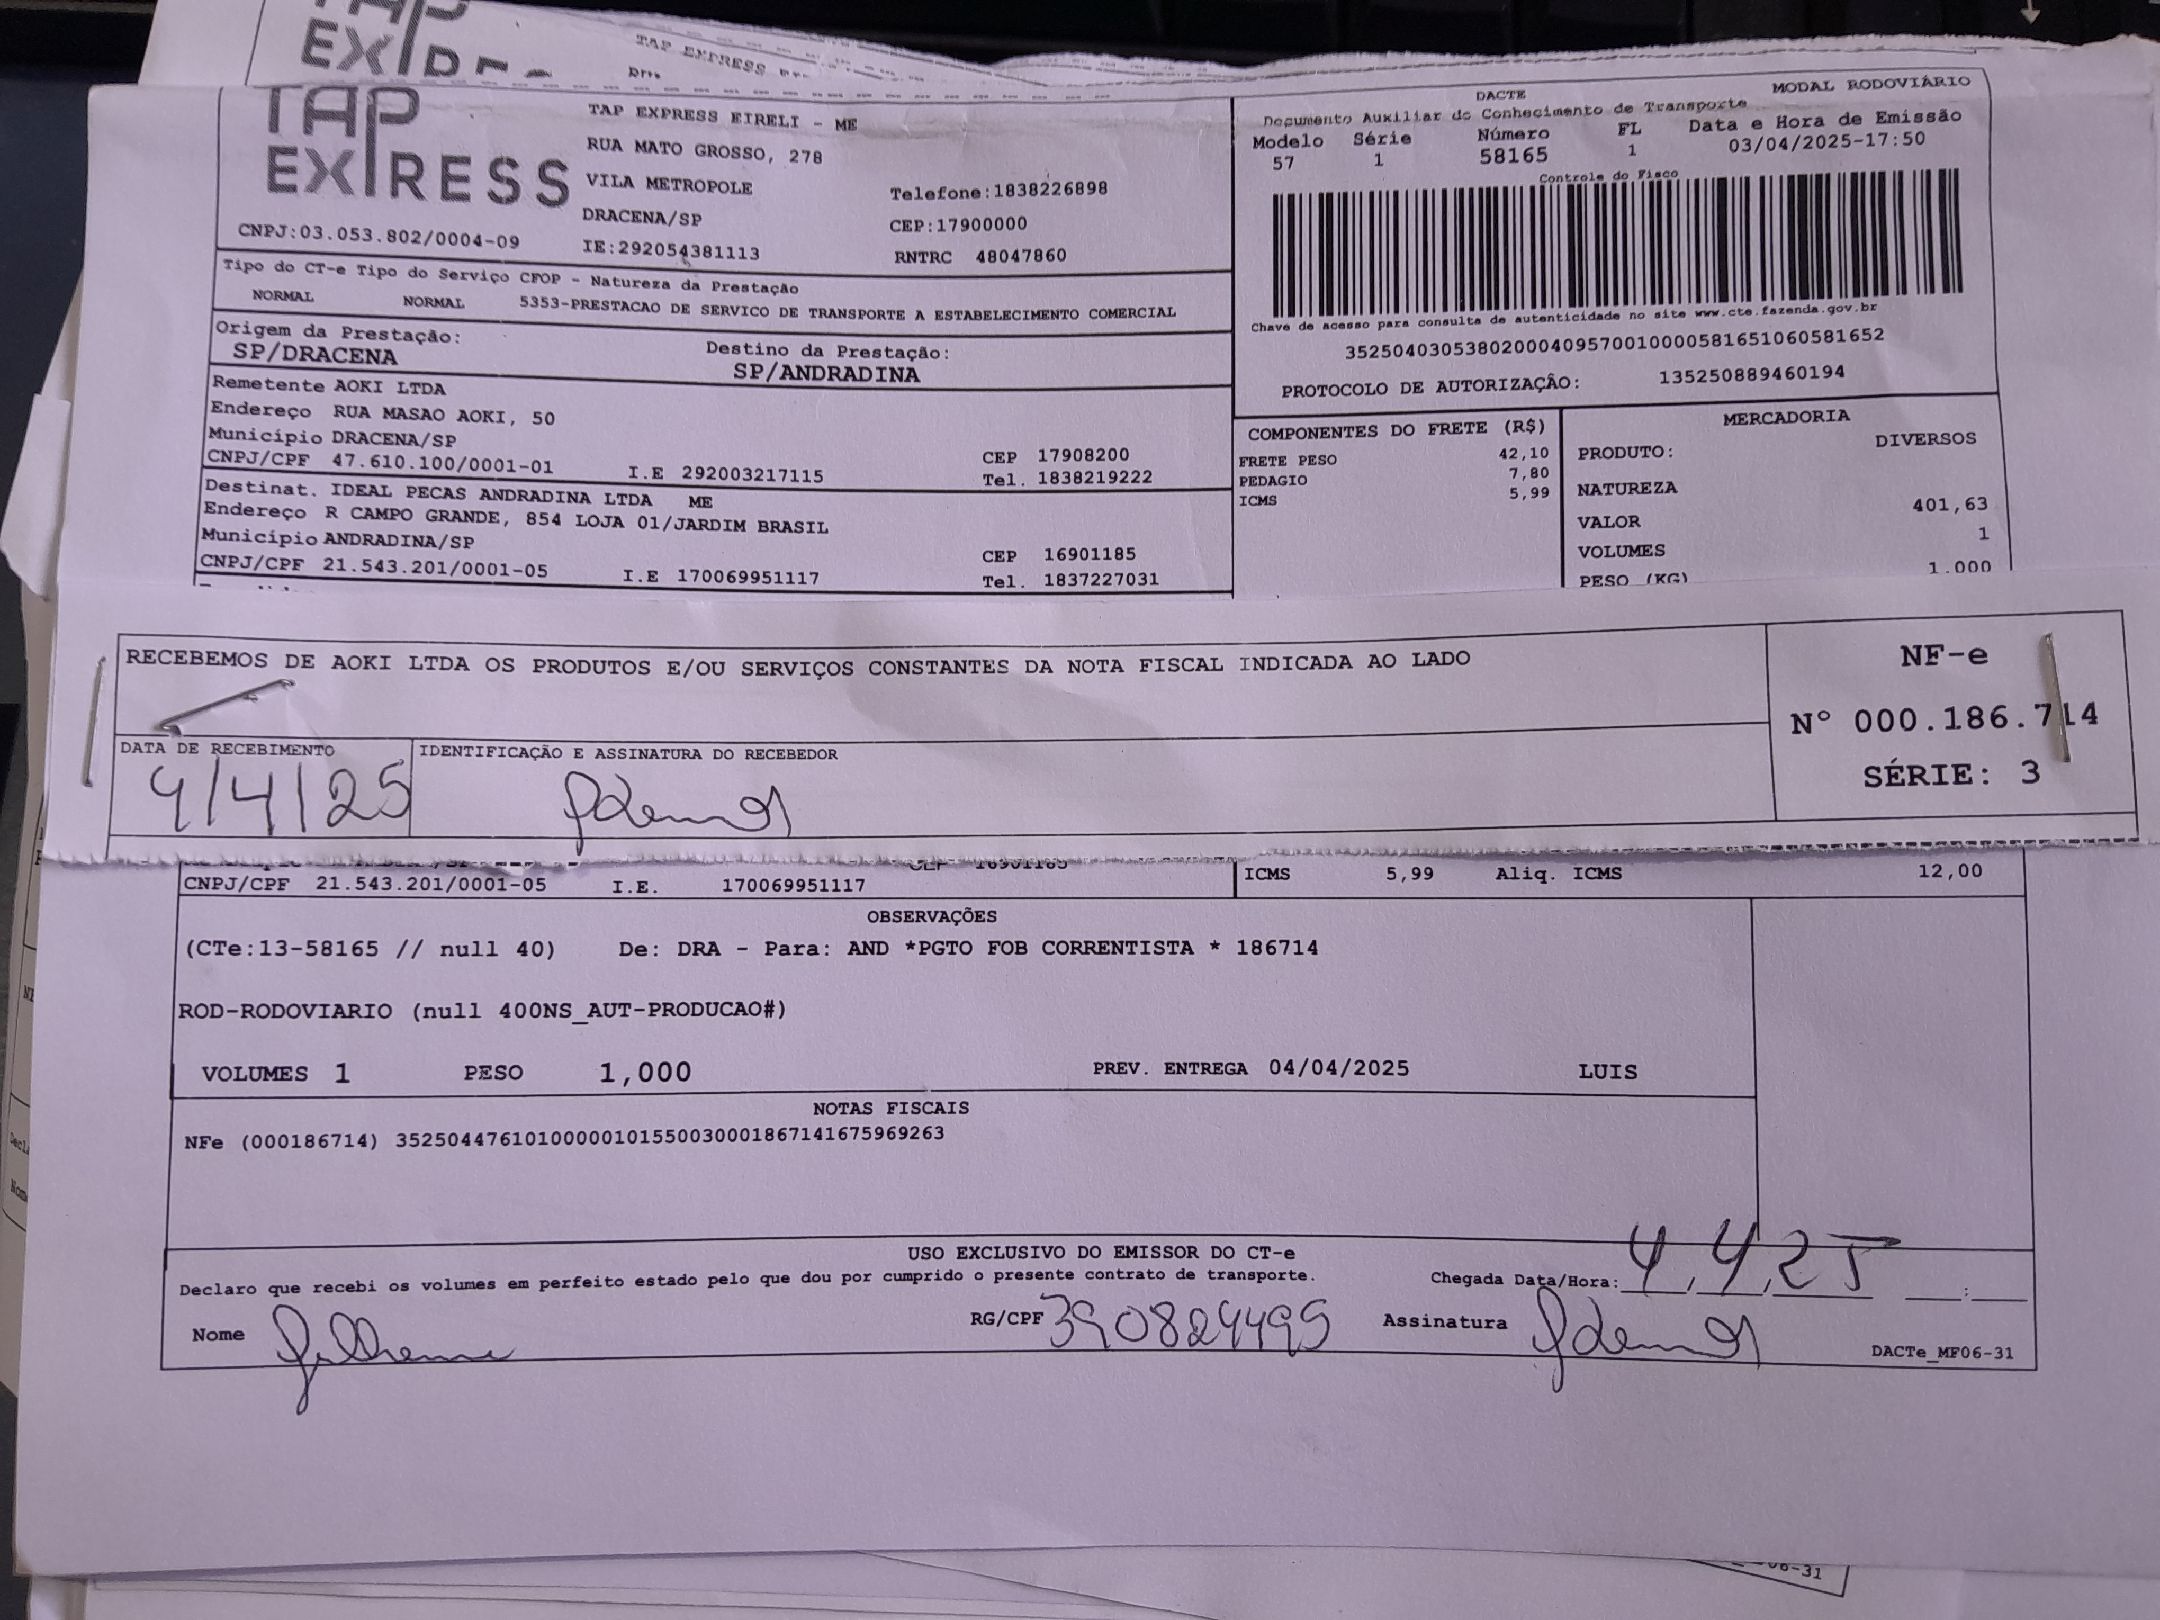 TAP
EXPRESS
TAP EXPRESS
TAP
EXPRESS
TAP EXPRESS EIRELI - ME
RUA MATO GROSSO, 278
VILA METROPOLE
Telefone:1838226898
DRACENA/SP
CEP:17900000
CNPJ:03.053.802/0004-09
IE:292054381113
RNTRC 48047860
DACTE
MODAL RODOVIÁRIO
Documento Auxiliar do Conhecimento de Transporte
Modelo Série Número FL Data e Hora de Emissão
57 1 58165 1 03/04/2025-17:50
Controle do Fisco
Chave de acesso para consulta de autenticidade no site www.cte.fazenda.gov.br
35250403053802000409570010000581651060581652
PROTOCOLO DE AUTORIZAÇÃO: 135250889460194
Tipo do CT-e Tipo do Serviço CFOP - Natureza da Prestação
NORMAL NORMAL 5353-PRESTACAO DE SERVICO DE TRANSPORTE A ESTABELECIMENTO COMERCIAL
Origem da Prestação: Destino da Prestação:
SP/DRACENA SP/ANDRADINA
Remetente AOKI LTDA
Endereço RUA MASAO AOKI, 50
Município DRACENA/SP CEP 17908200
CNPJ/CPF 47.610.100/0001-01 I.E 292003217115 Tel. 1838219222
Destinat. IDEAL PECAS ANDRADINA LTDA ME
Endereço R CAMPO GRANDE, 854 LOJA 01/JARDIM BRASIL
Município ANDRADINA/SP CEP 16901185
CNPJ/CPF 21.543.201/0001-05 I.E 170069951117 Tel. 1837227031
COMPONENTES DO FRETE (R$)
FRETE PESO 42,10
PEDAGIO 7,80
ICMS 5,99
MERCADORIA
PRODUTO: DIVERSOS
NATUREZA
VALOR 401,63
VOLUMES 1
PESO (KG) 1.000
RECEBEMOS DE AOKI LTDA OS PRODUTOS E/OU SERVIÇOS CONSTANTES DA NOTA FISCAL INDICADA AO LADO
NF-e
Nº 000.186.714
SÉRIE: 3
DATA DE RECEBIMENTO IDENTIFICAÇÃO E ASSINATURA DO RECEBEDOR
4/4/25
CEP 16901185
CNPJ/CPF 21.543.201/0001-05 I.E. 170069951117 ICMS 5,99 Aliq. ICMS 12,00
OBSERVAÇÕES
(CTe:13-58165 // null 40) De: DRA - Para: AND *PGTO FOB CORRENTISTA * 186714
ROD-RODOVIARIO (null 400NS_AUT-PRODUCAO#)
VOLUMES 1 PESO 1,000 PREV. ENTREGA 04/04/2025 LUIS
NOTAS FISCAIS
NFe (000186714) 35250447610100000101550030001867141675969263
USO EXCLUSIVO DO EMISSOR DO CT-e
Declaro que recebi os volumes em perfeito estado pelo que dou por cumprido o presente contrato de transporte. Chegada Data/Hora: 4,4,25 :
Nome Guilherme RG/CPF 390824495 Assinatura
DACTe_MF06-31
06-31